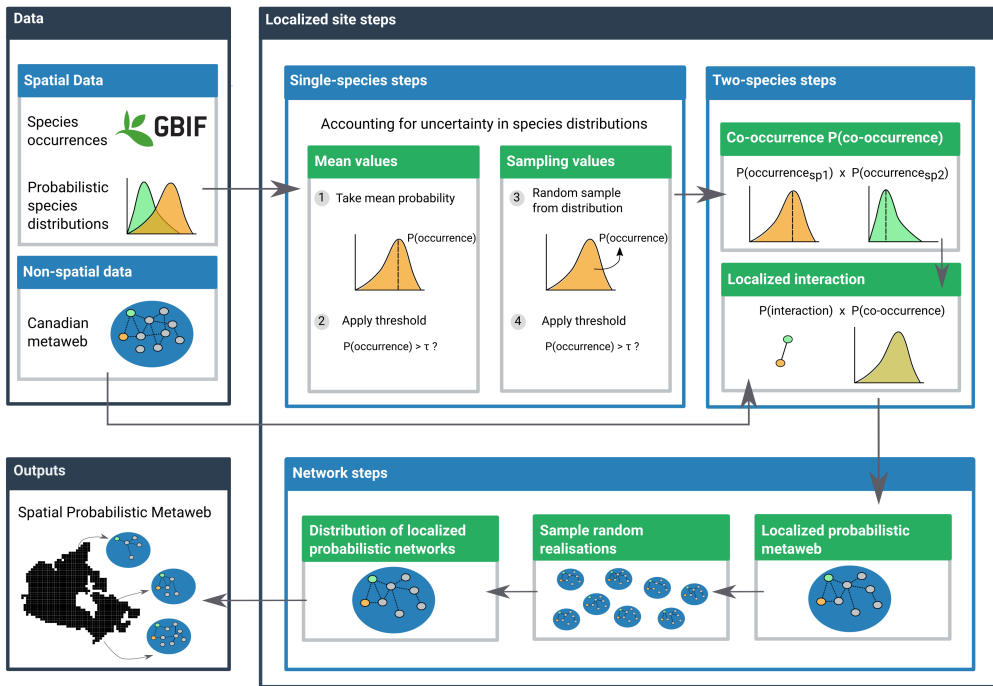 Data
Spatial Data
Species
occurrences
GBIF
Probabilistic
species
distributions
Non-spatial data
Canadian
metaweb
Localized site steps
Single-species steps
Accounting for uncertainty in species distributions
Mean values
1 Take mean probability
P(occurrence)
2 Apply threshold
P(occurrence) > τ ?
Sampling values
3 Random sample
from distribution
P(occurrence)
4 Apply threshold
P(occurrence) > τ ?
Two-species steps
Co-occurrence P(co-occurrence)
P(occurrencesp1) x P(occurrencesp2)
Localized interaction
P(interaction) x P(co-occurrence)
Network steps
Localized probabilistic
metaweb
Sample random
realisations
Distribution of localized
probabilistic networks
Outputs
Spatial Probabilistic Metaweb